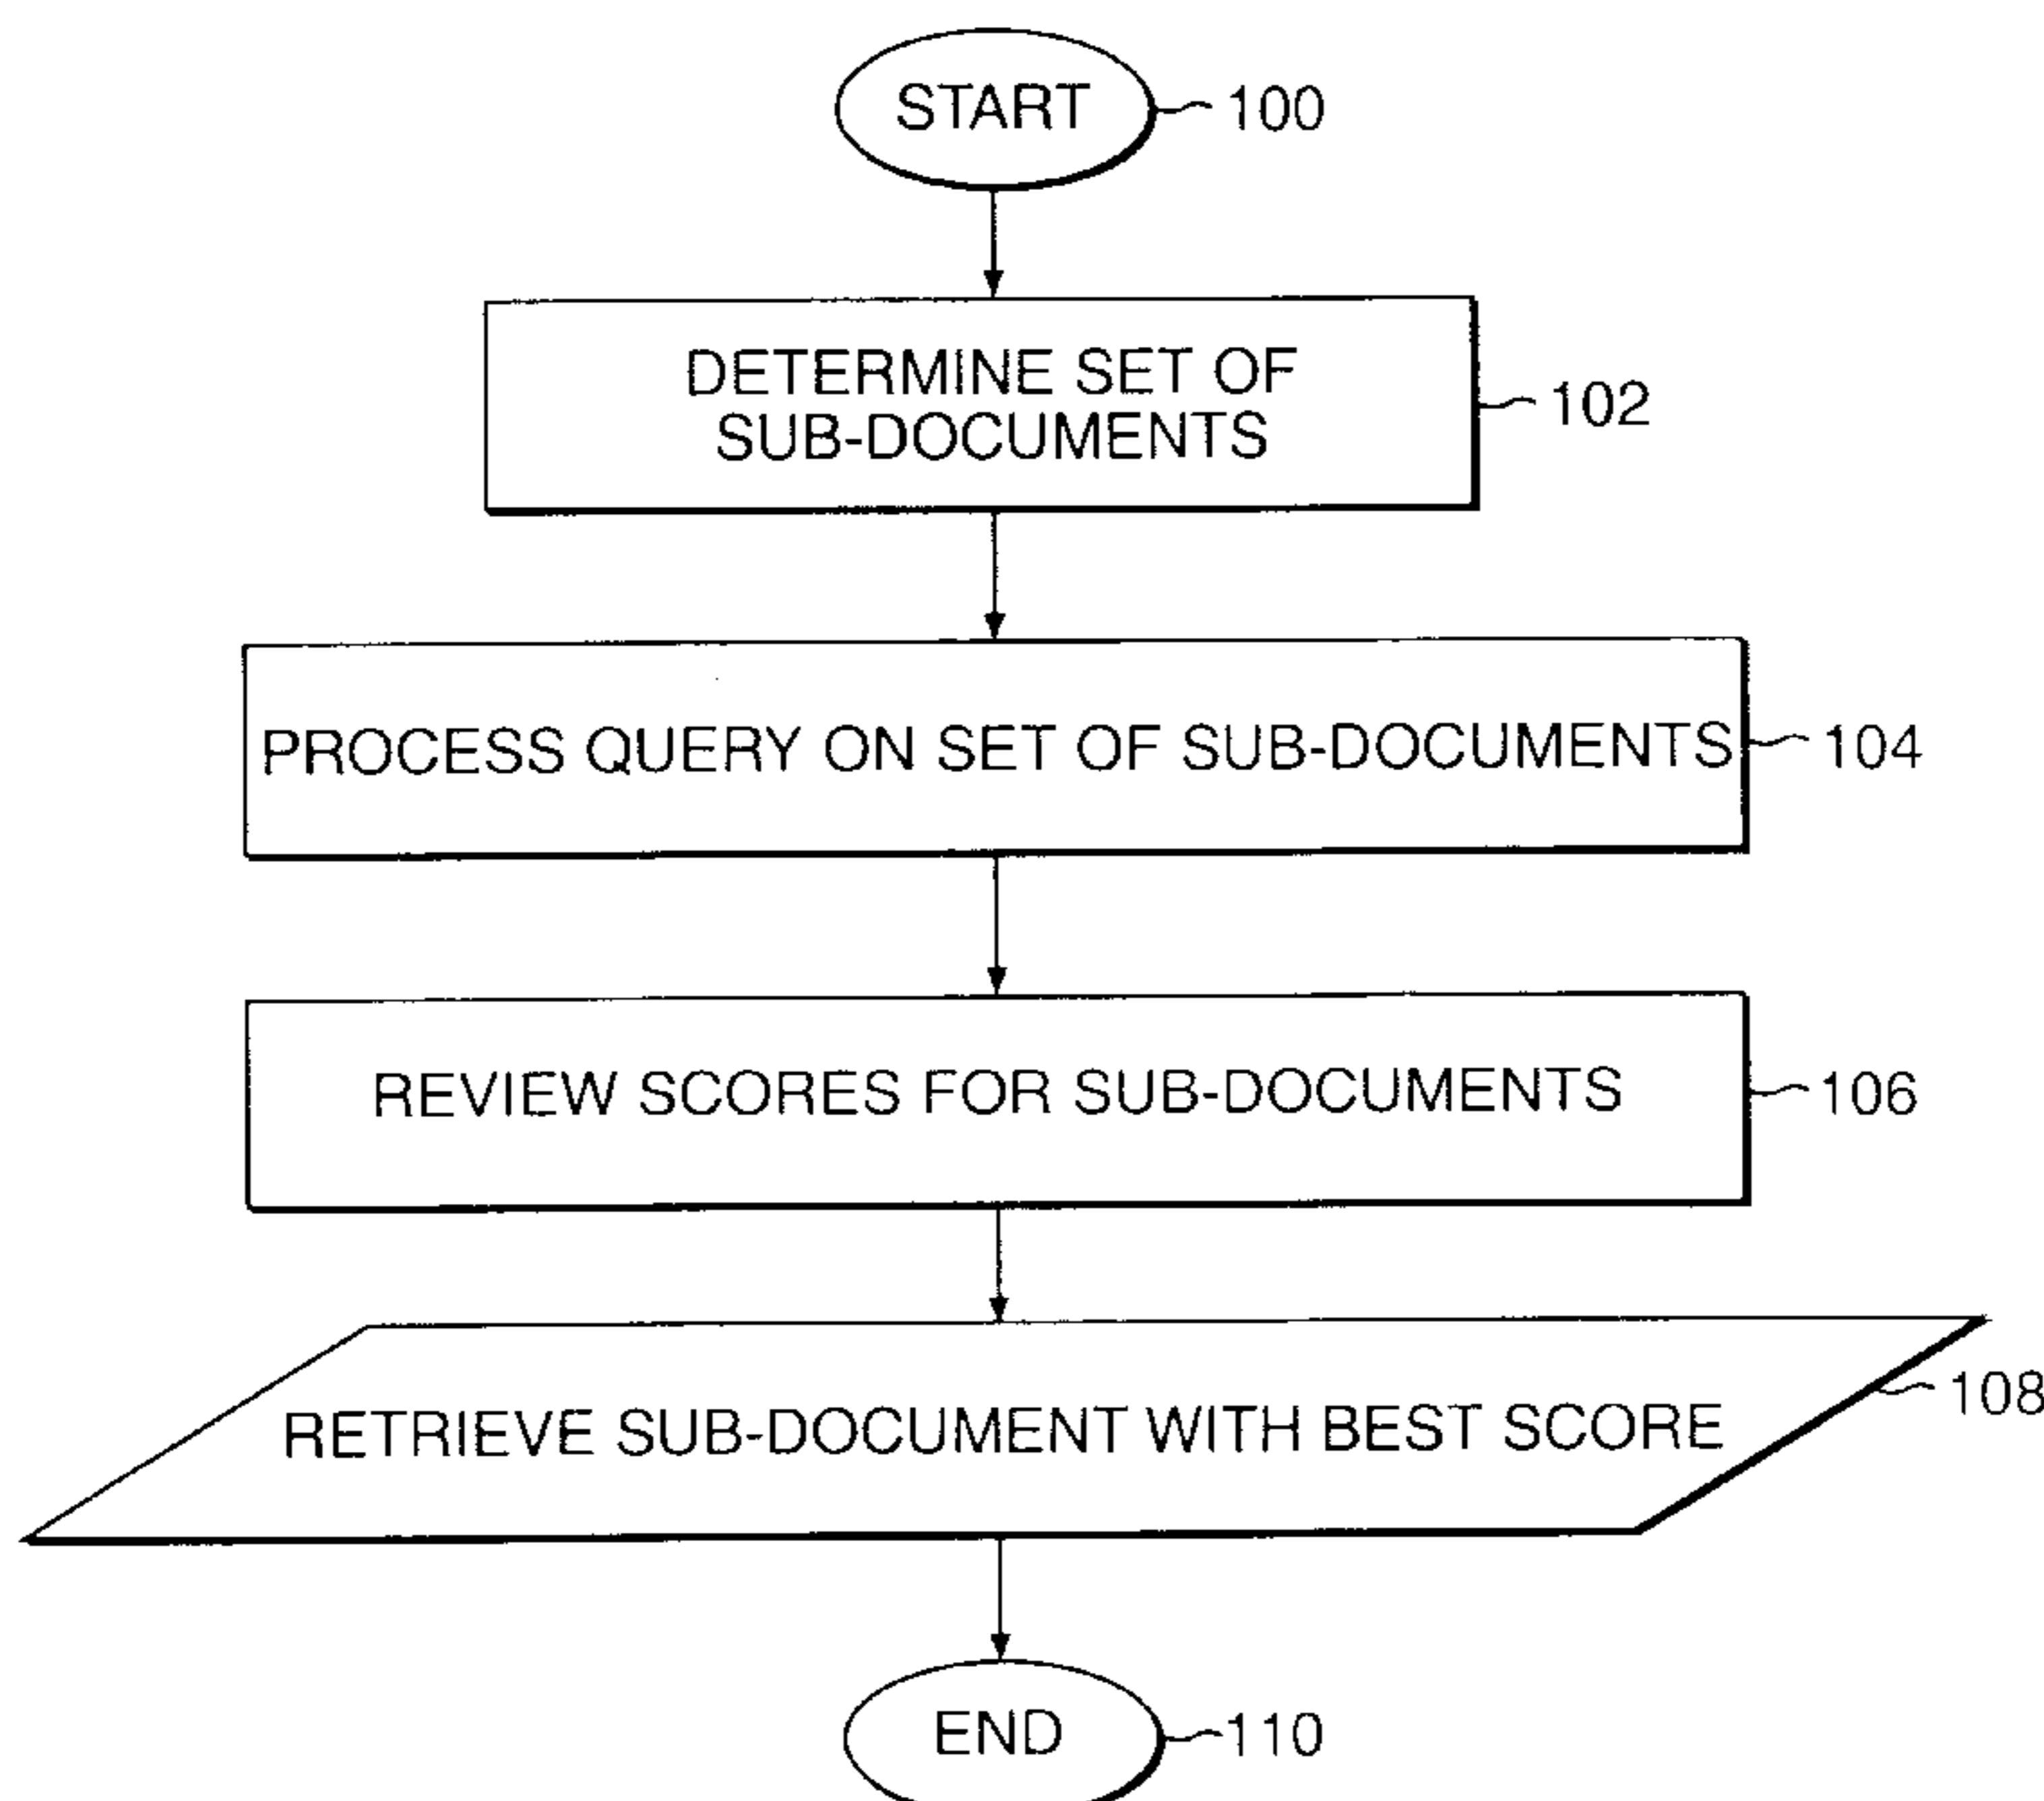 START
100
DETERMINE SET OF
SUB-DOCUMENTS
102
PROCESS QUERY ON SET OF SUB-DOCUMENTS
104
REVIEW SCORES FOR SUB-DOCUMENTS
106
RETRIEVE SUB-DOCUMENT WITH BEST SCORE
108
END
110